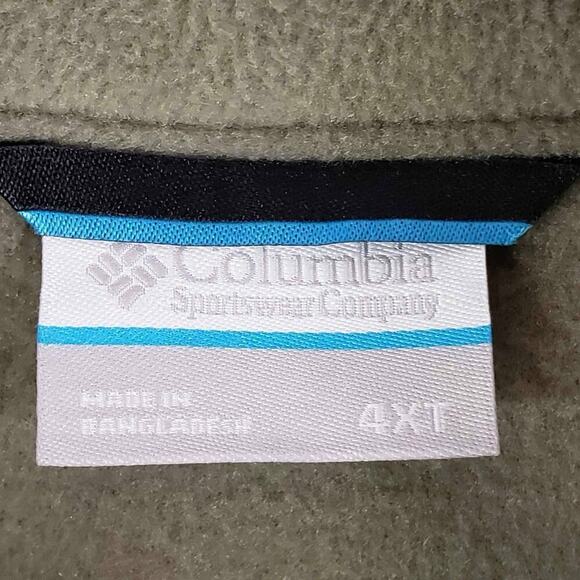 Columbia
Sportswear Company
MADE IN
BANGLADESH
4XT